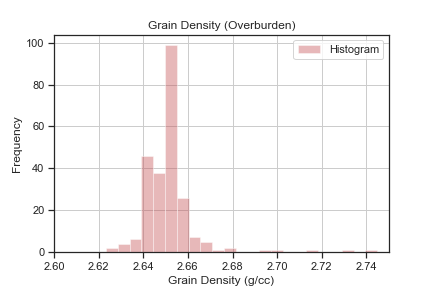 Grain Density (Overburden)
Histogram
100
80
60
40
20
0
Frequency
2.60 2.62 2.64 2.66 2.68 2.70 2.72 2.74
Grain Density (g/cc)